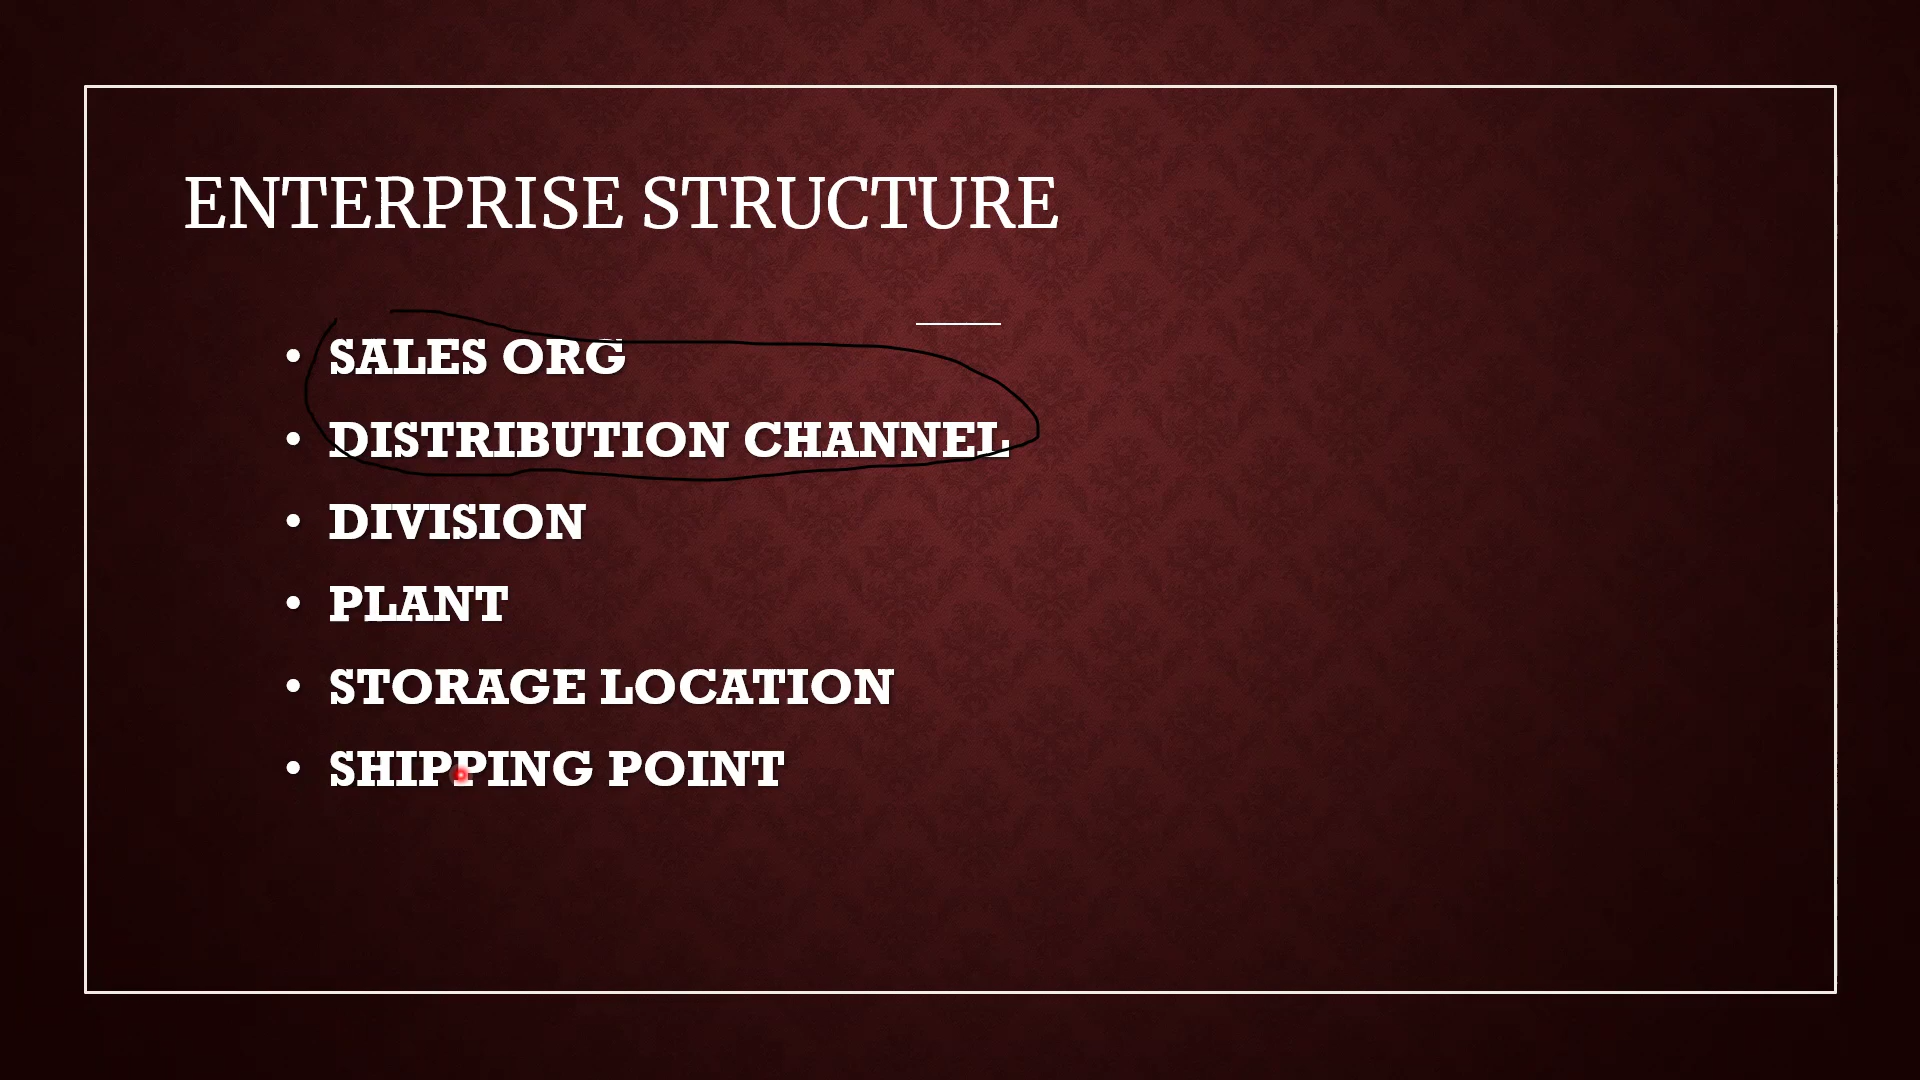 ENTERPRISE STRUCTURE
• SALES ORG
• DISTRIBUTION CHANNEL
• DIVISION
• PLANT
• STORAGE LOCATION
• SHIPPING POINT